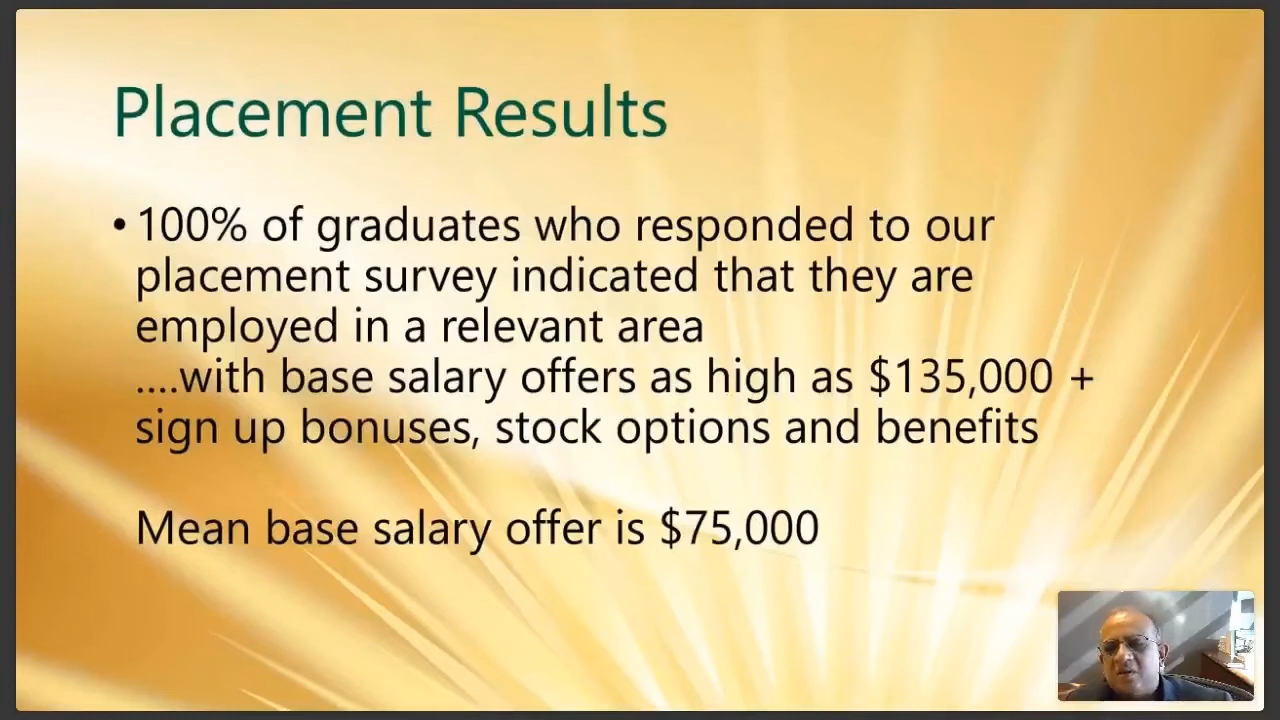 Placement Results
• 100% of graduates who responded to our
placement survey indicated that they are
employed in a relevant area
....with base salary offers as high as $135,000 +
sign up bonuses, stock options and benefits
Mean base salary offer is $75,000